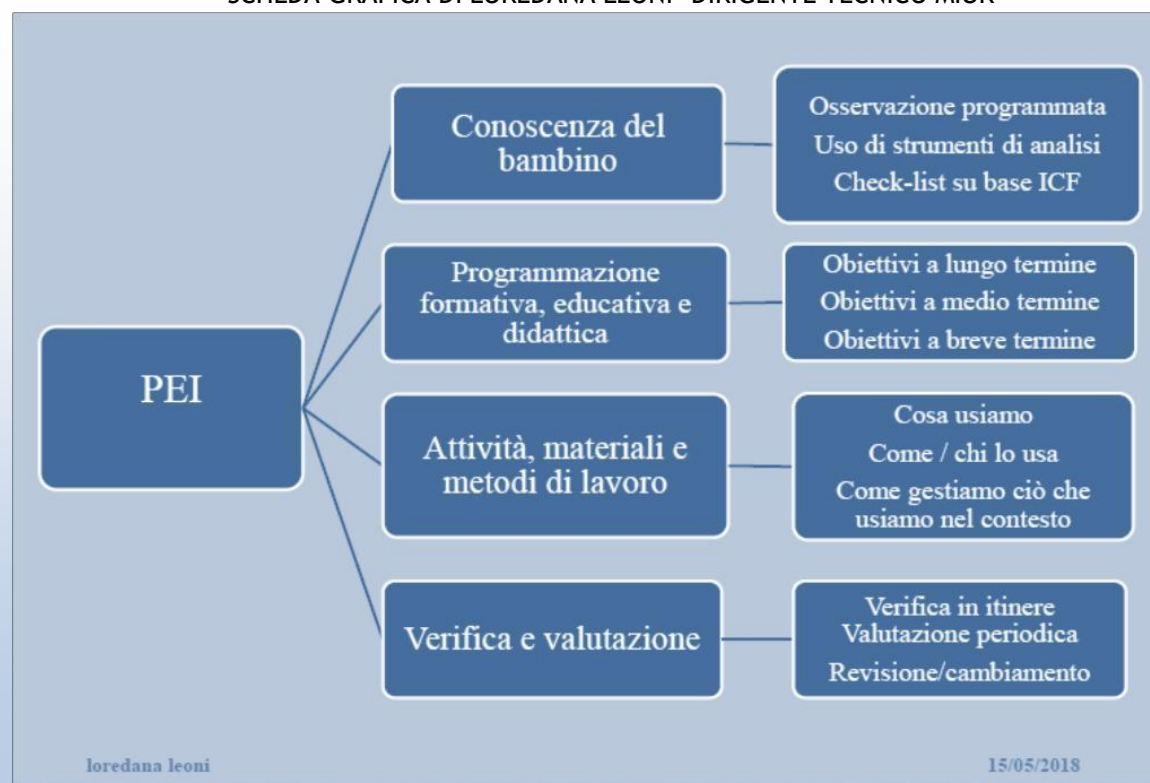 SCHEDA GRAFICA DI LOREDANA LEONI- DIRIGENTE TECNICO MIUR
PEI
Conoscenza del
bambino
Osservazione programmata
Uso di strumenti di analisi
Check-list su base ICF
Programmazione
formativa, educativa e
didattica
Obiettivi a lungo termine
Obiettivi a medio termine
Obiettivi a breve termine
Attività, materiali e
metodi di lavoro
Cosa usiamo
Come / chi lo usa
Come gestiamo ciò che
usiamo nel contesto
Verifica e valutazione
Verifica in itinere
Valutazione periodica
Revisione/cambiamento
loredana leoni
15/05/2018